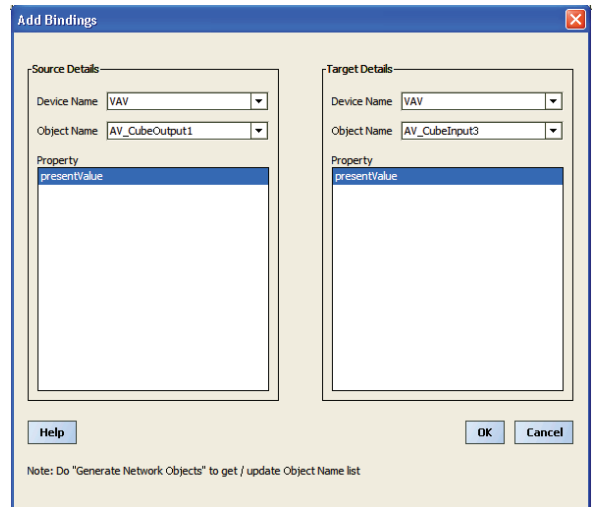 Add Bindings
Source Details
Device Name VAV
Object Name AV_CubeOutput1
Property
presentValue
Target Details
Device Name VAV
Object Name AV_CubeInput3
Property
presentValue
Help
OK
Cancel
Note: Do "Generate Network Objects" to get / update Object Name list